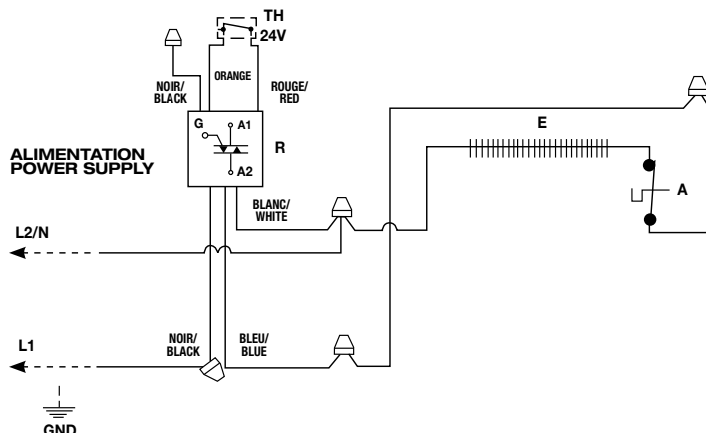 TH
24V
ORANGE
NOIR/
BLACK
ROUGE/
RED
G
A1
R
A2
ALIMENTATION
POWER SUPPLY
E
A
BLANC/
WHITE
L2/N
NOIR/
BLACK
BLEU/
BLUE
L1
GND